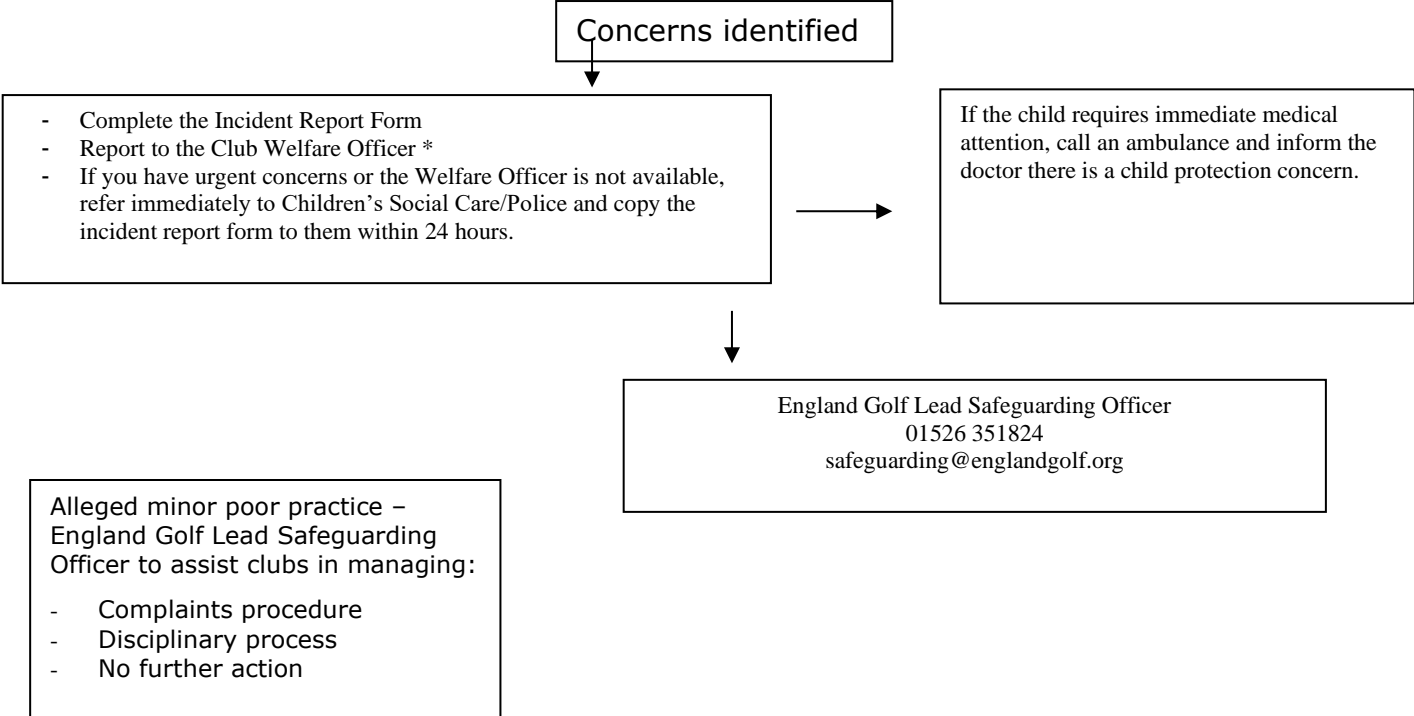 Concerns identified
- Complete the Incident Report Form
- Report to the Club Welfare Officer *
- If you have urgent concerns or the Welfare Officer is not available,
refer immediately to Children’s Social Care/Police and copy the
incident report form to them within 24 hours.
If the child requires immediate medical
attention, call an ambulance and inform the
doctor there is a child protection concern.
England Golf Lead Safeguarding Officer
01526 351824
safeguarding@englandgolf.org
Alleged minor poor practice –
England Golf Lead Safeguarding
Officer to assist clubs in managing:
- Complaints procedure
- Disciplinary process
- No further action